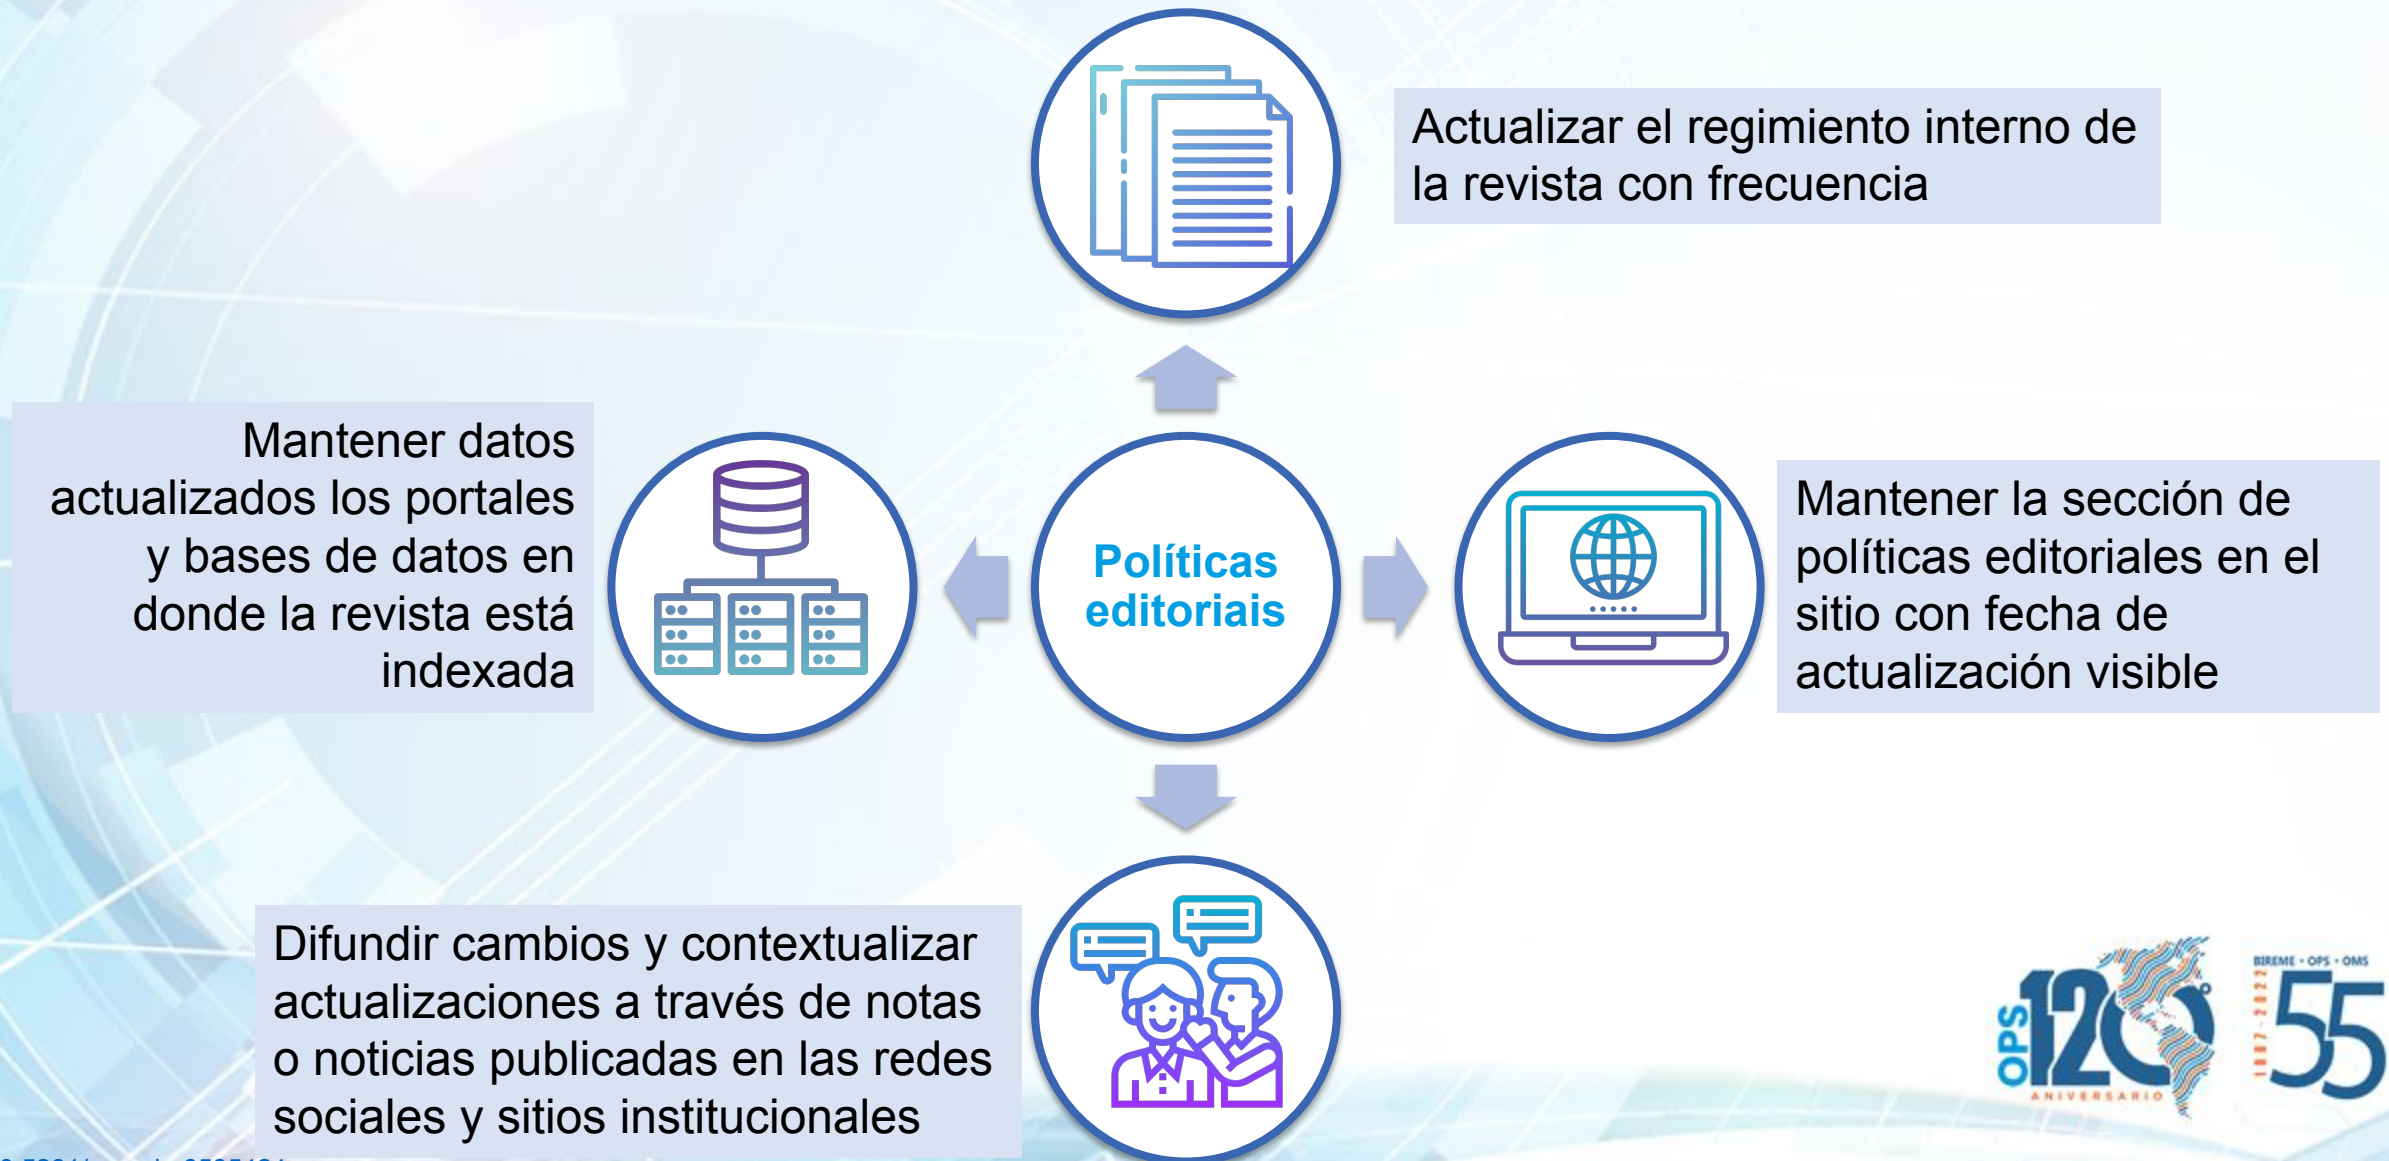 Actualizar el regimiento interno de
la revista con frecuencia
Mantener datos
actualizados los portales
y bases de datos en
donde la revista está
indexada
Políticas
editoriais
Mantener la sección de
políticas editoriales en el
sitio con fecha de
actualización visible
Difundir cambios y contextualizar
actualizaciones a través de notas
o noticias publicadas en las redes
sociales y sitios institucionales
OPS
120
ANIVERSARIO
BIREME - OPS - OMS
1967 - 2022
55